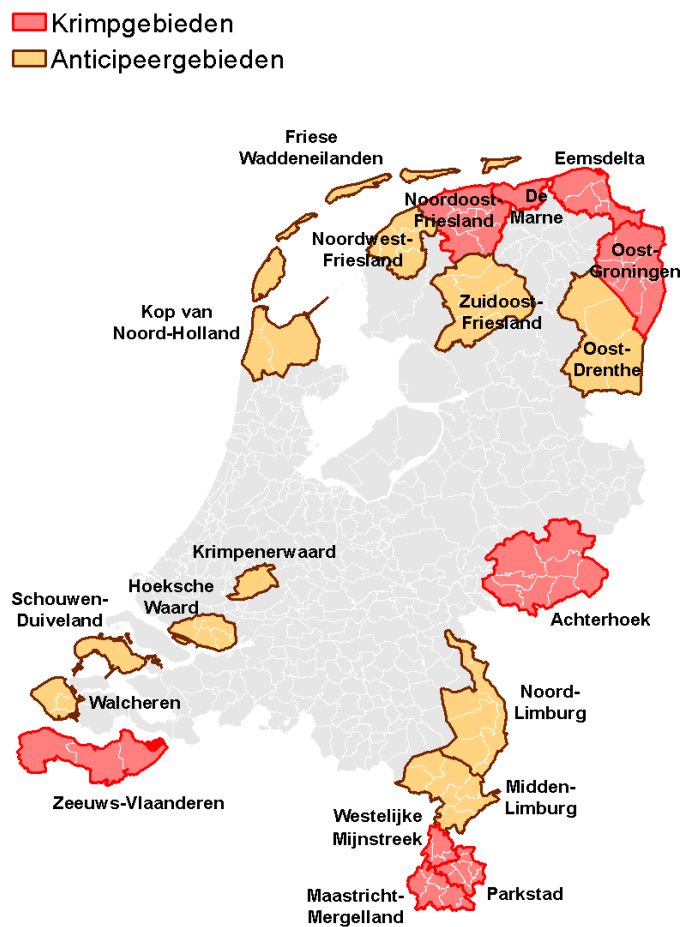 Krimpgebieden
Anticipeergebieden
Friese
Waddeneilanden
Eemsdelta
Noordoost-
Friesland
De
Marne
Noordwest-
Friesland
Oost-
Groningen
Kop van
Noord-Holland
Zuidoost-
Friesland
Oost-
Drenthe
Krimpenerwaard
Hoeksche
Waard
Schouwen-
Duiveland
Achterhoek
Walcheren
Noord-
Limburg
Zeeuws-Vlaanderen
Midden-
Limburg
Westelijke
Mijnstreek
Parkstad
Maastricht-
Mergelland